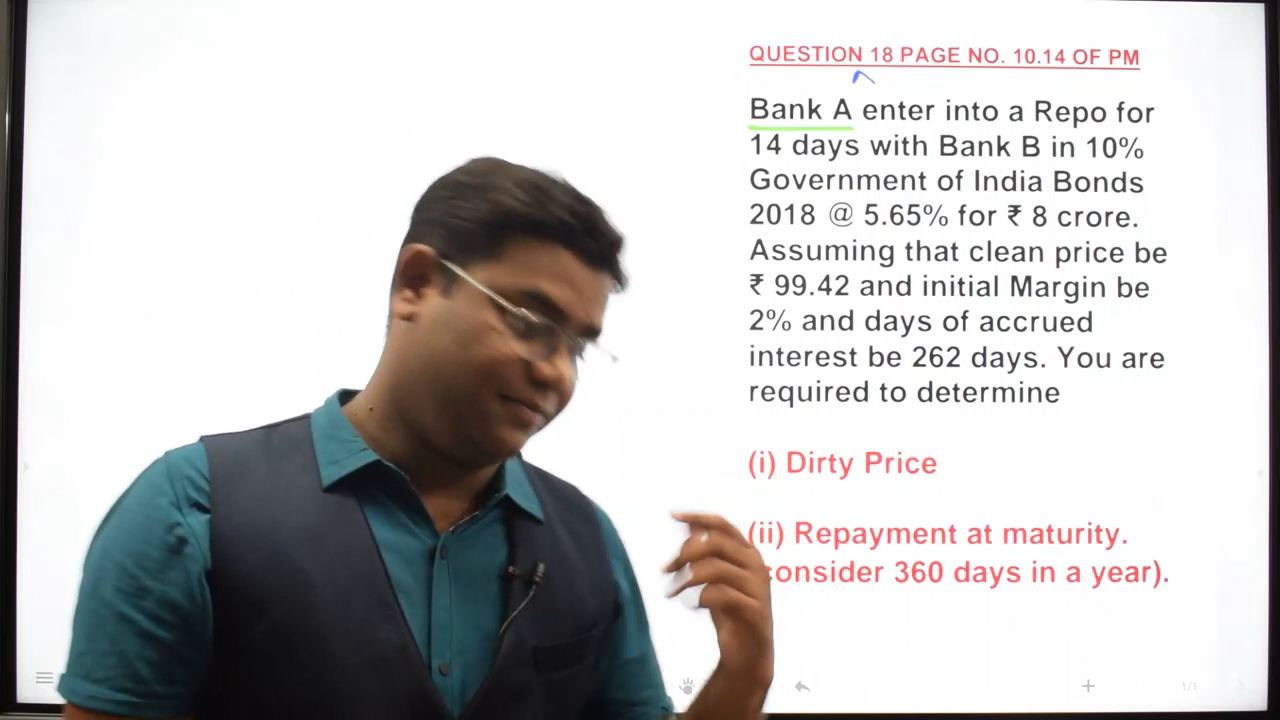 QUESTION 18 PAGE NO. 10.14 OF PM
Bank A enter into a Repo for
14 days with Bank B in 10%
Government of India Bonds
2018 @ 5.65% for ₹ 8 crore.
Assuming that clean price be
₹ 99.42 and initial Margin be
2% and days of accrued
interest be 262 days. You are
required to determine
(i) Dirty Price
(ii) Repayment at maturity.
consider 360 days in a year).
1/1